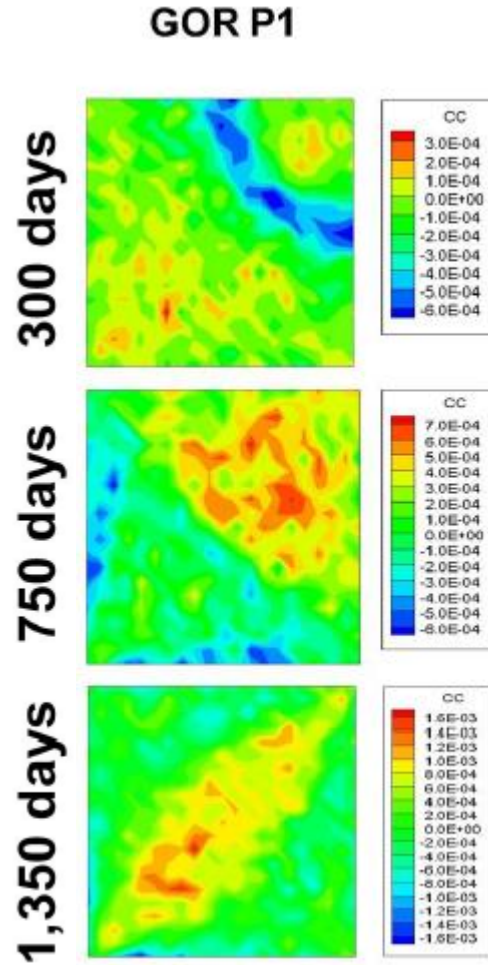 GOR P1
300 days
CC
3.0E-04
2.0E-04
1.0E-04
0.0E+00
-1.0E-04
-2.0E-04
-3.0E-04
-4.0E-04
-5.0E-04
-6.0E-04
750 days
CC
7.0E-04
6.0E-04
5.0E-04
4.0E-04
3.0E-04
2.0E-04
1.0E-04
0.0E+00
-1.0E-04
-2.0E-04
-3.0E-04
-4.0E-04
-5.0E-04
-6.0E-04
1,350 days
CC
1.6E-03
1.4E-03
1.2E-03
1.0E-03
8.0E-04
6.0E-04
4.0E-04
2.0E-04
0.0E+00
-2.0E-04
-4.0E-04
-6.0E-04
-8.0E-04
-1.0E-03
-1.2E-03
-1.4E-03
-1.6E-03